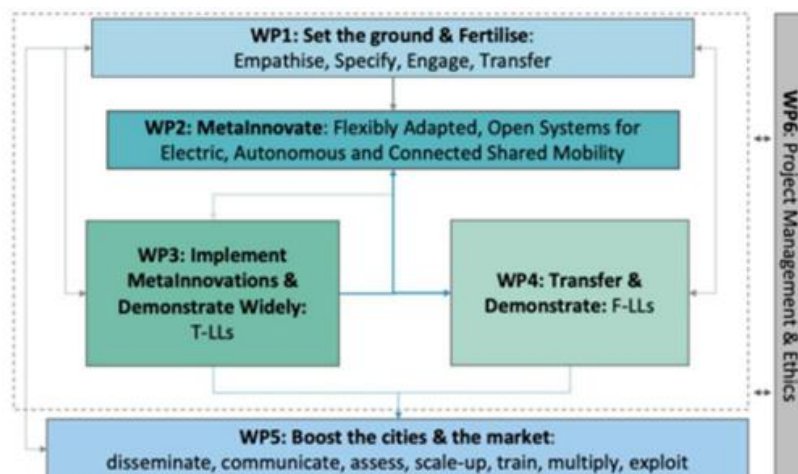 WP1: Set the ground & Fertilise:
Empathise, Specify, Engage, Transfer
WP2: MetaInnovate: Flexibly Adapted, Open Systems for
Electric, Autonomous and Connected Shared Mobility
WP3: Implement
MetaInnovations &
Demonstrate Widely:
T-LLs
WP4: Transfer &
Demonstrate: F-LLs
WP5: Boost the cities & the market:
disseminate, communicate, assess, scale-up, train, multiply, exploit
WP6: Project Management & Ethics